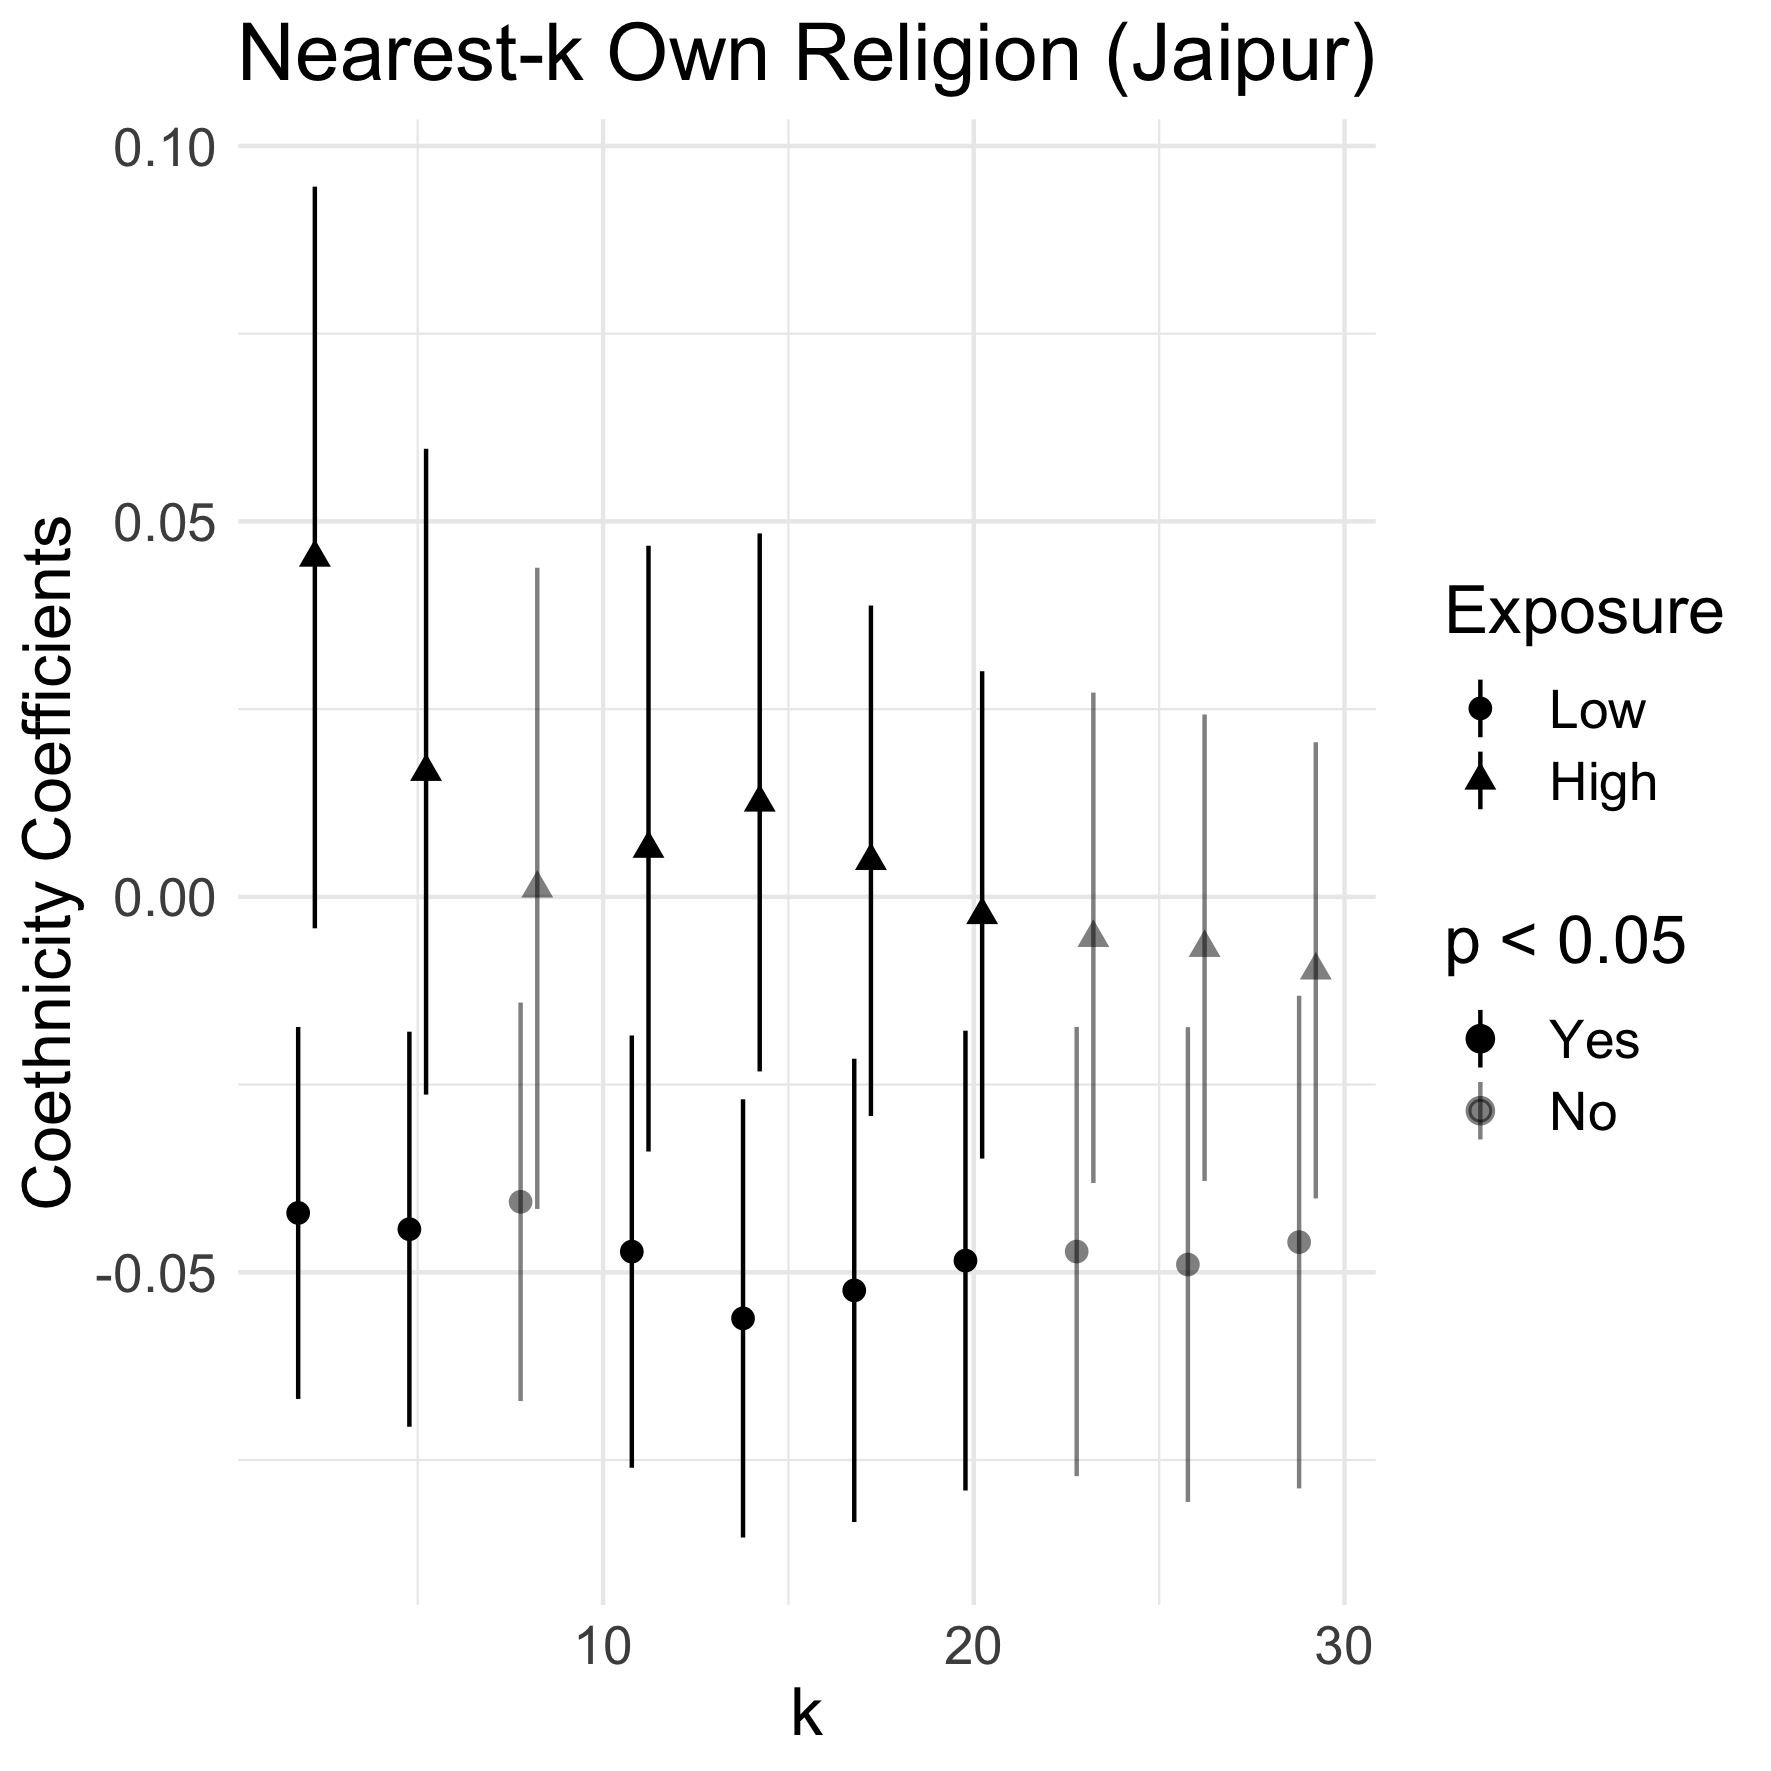 Nearest-k Own Religion (Jaipur)
0.10
0.05
0.00
-0.05
Coethnicity Coefficients
10 20 30
k
Exposure
Low
High
p < 0.05
Yes
No